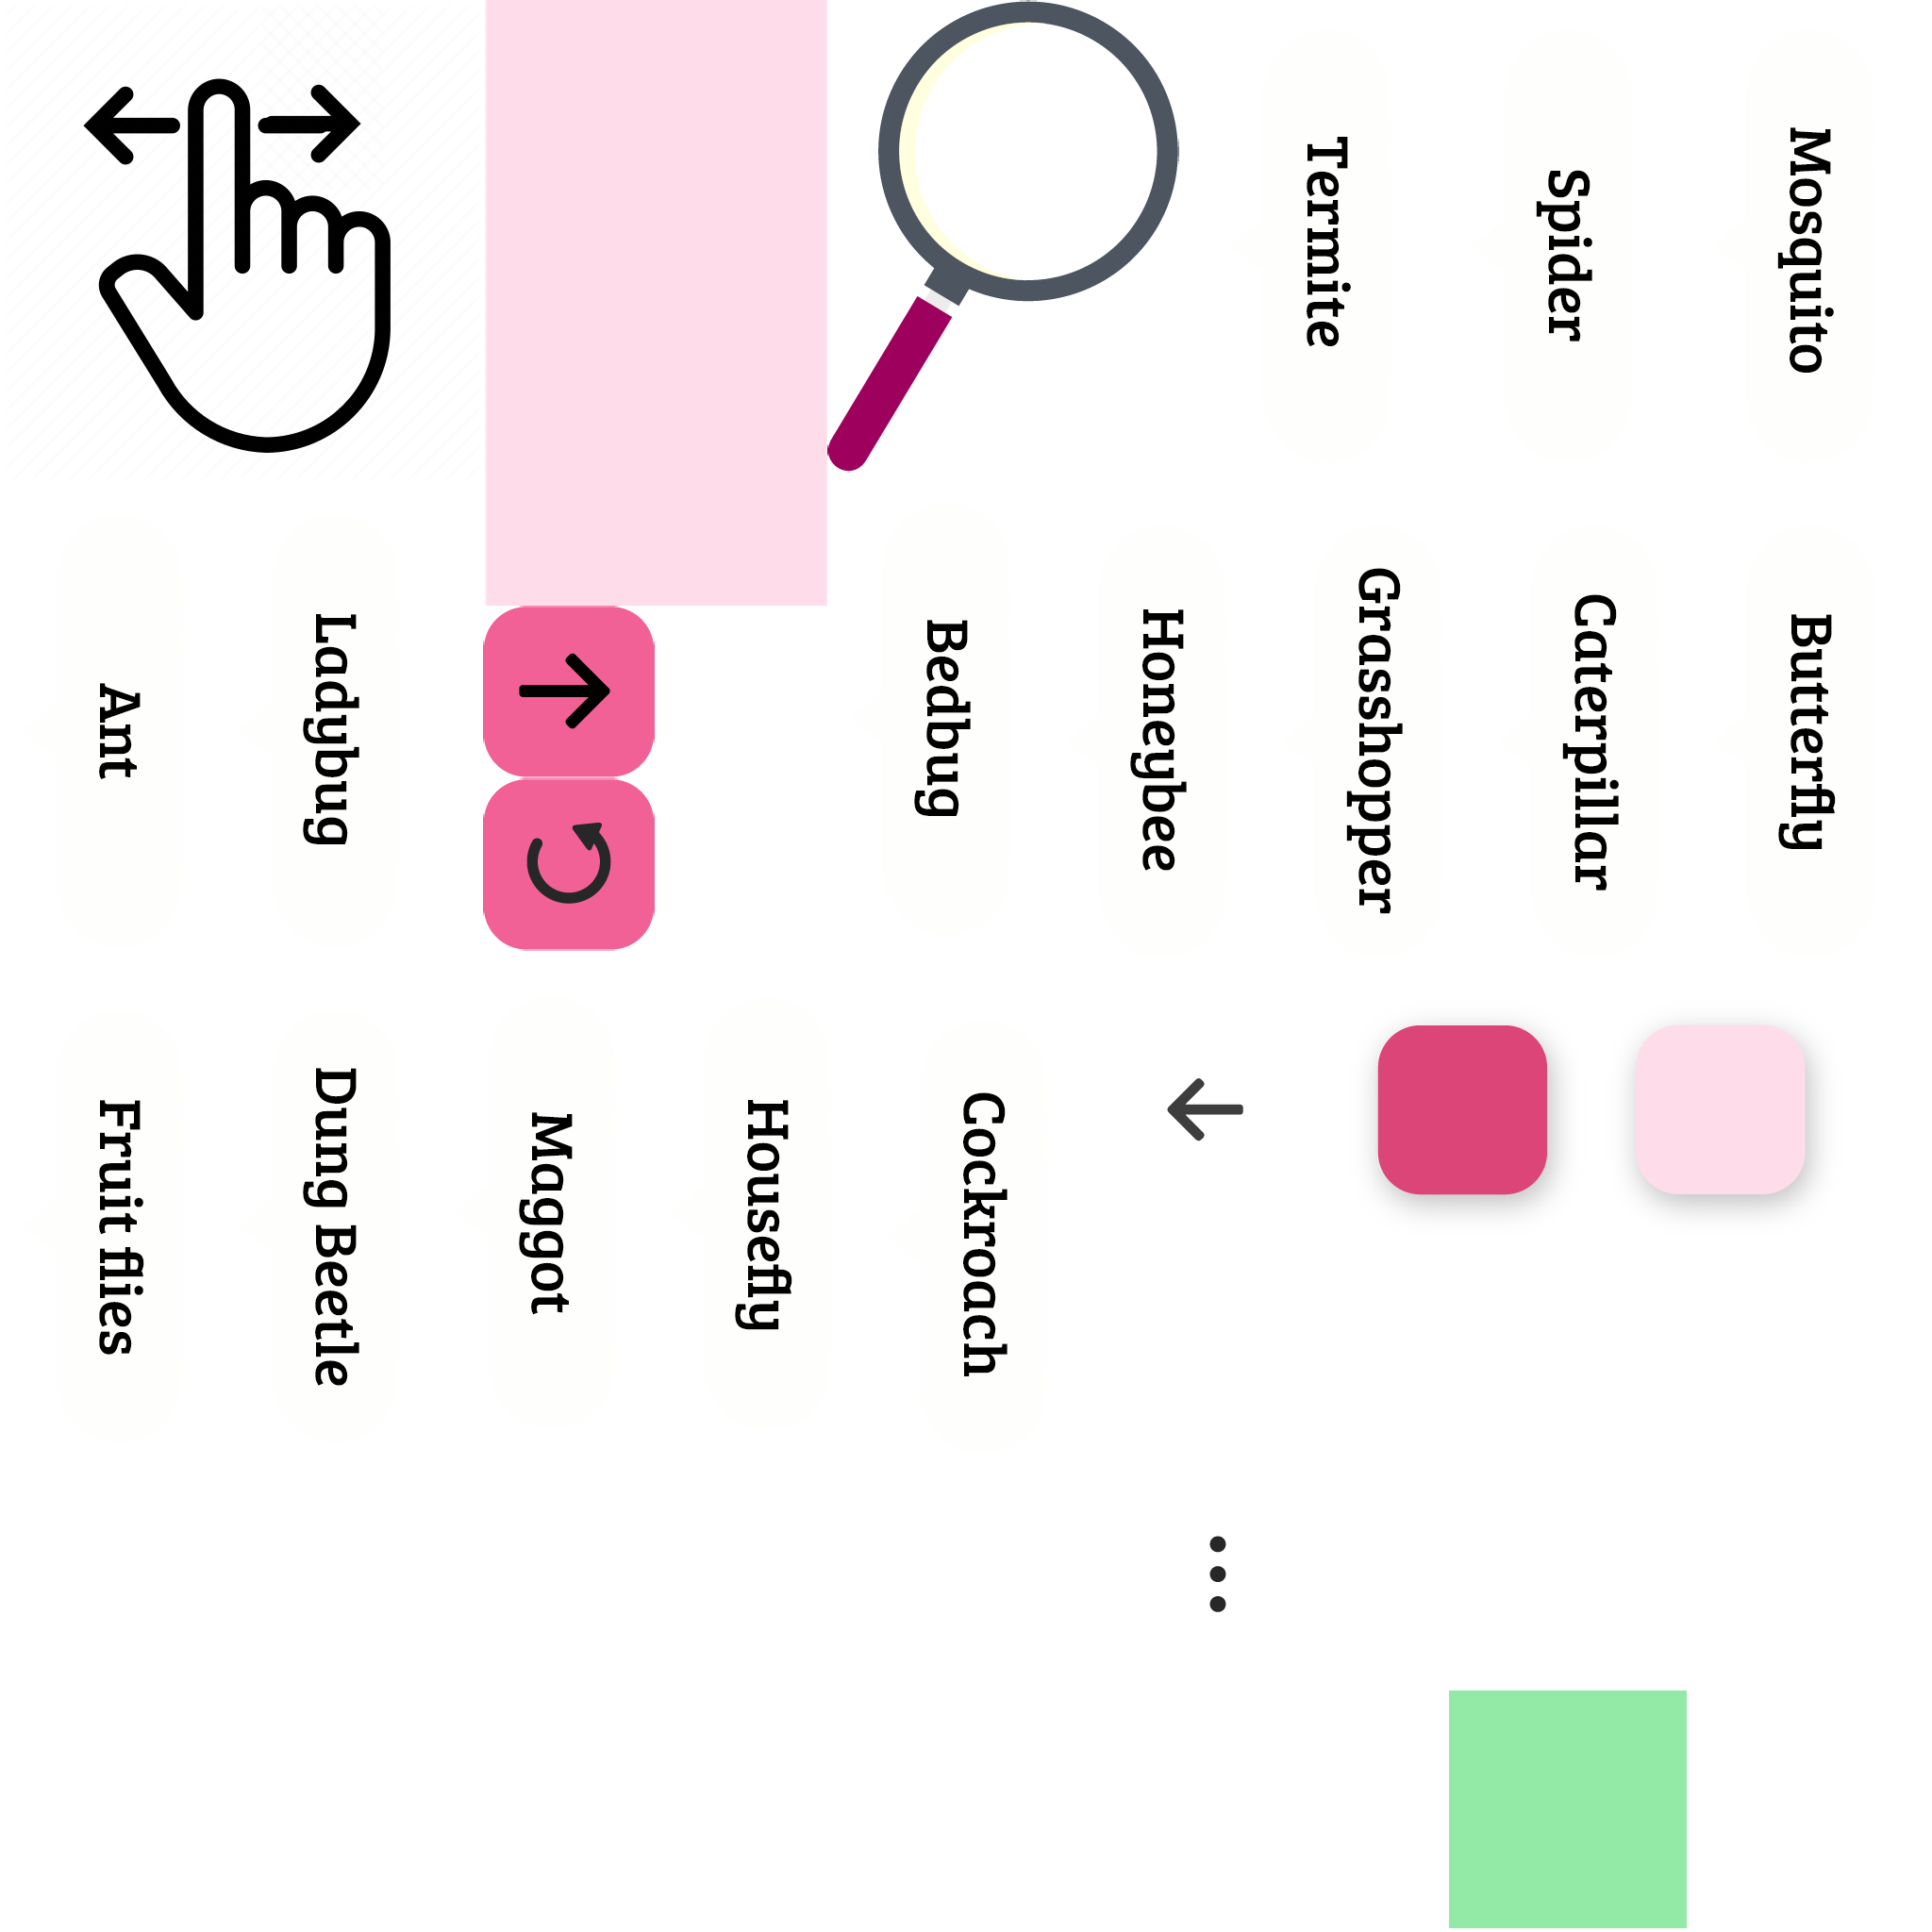 Mosquito
Spider
Termite
Butterfly
Caterpillar
Grasshopper
Honeybee
Bedbug
Ladybug
Ant
Cockroach
Housefly
Maggot
Dung Beetle
Fruit flies